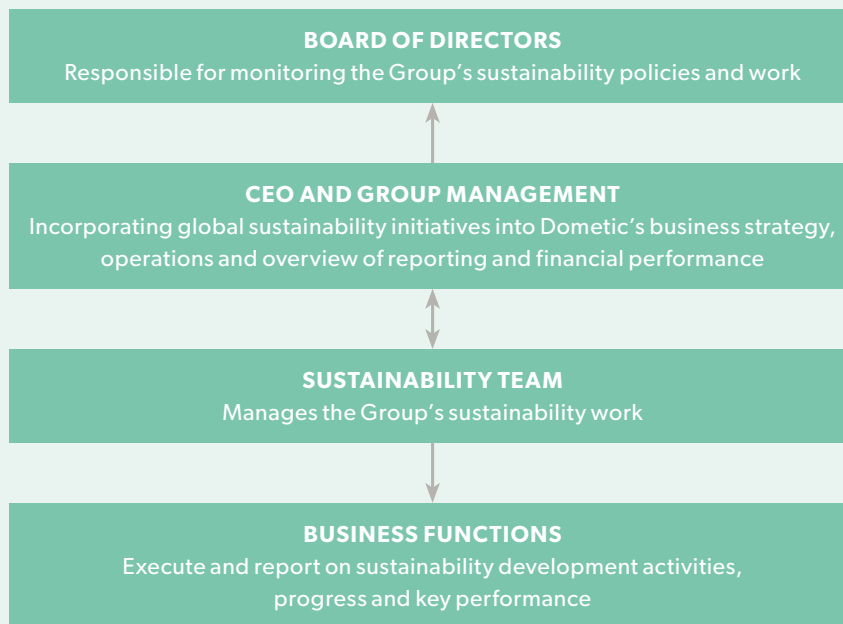 BOARD OF DIRECTORS
Responsible for monitoring the Group’s sustainability policies and work
CEO AND GROUP MANAGEMENT
Incorporating global sustainability initiatives into Dometic’s business strategy,
operations and overview of reporting and financial performance
SUSTAINABILITY TEAM
Manages the Group’s sustainability work
BUSINESS FUNCTIONS
Execute and report on sustainability development activities,
progress and key performance